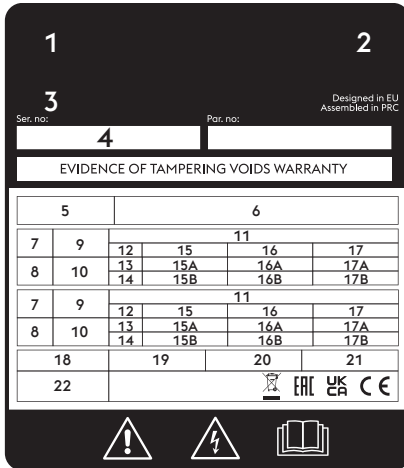 1 2
3
Designed in EU
Assembled in PRC
Ser. no: Par. no:
4
EVIDENCE OF TAMPERING VOIDS WARRANTY
5 6
7 9 11
12 15 16 17
8 10 13 15A 16A 17A
14 15B 16B 17B
7 9 11
12 15 16 17
8 10 13 15A 16A 17A
14 15B 16B 17B
18 19 20 21
22 EAC UK CA CE